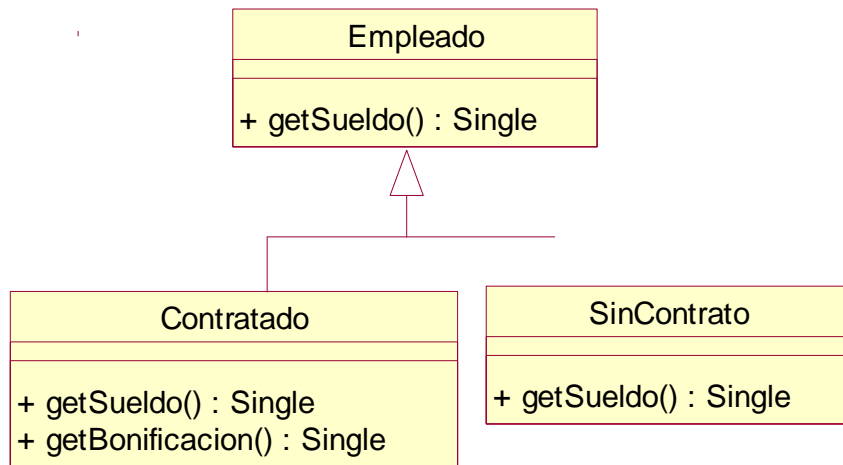 Empleado
+ getSueldo() : Single
Contratado
+ getSueldo() : Single
+ getBonificacion() : Single
SinContrato
+ getSueldo() : Single